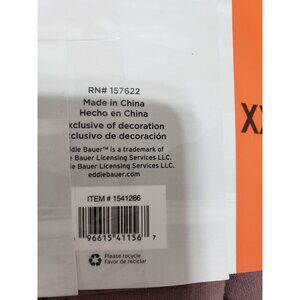 RN# 157622
Made in China
Hecho en China
xclusive of decoration
xclusivo de decoración
die Bauer™ is a trademark of
e Bauer Licensing Services LLC.
e Bauer Licensing Services LLC.
eddiebauer.com
ITEM # 1541266
96615 41156 7
Please recycle
Favor de reciclar
XX